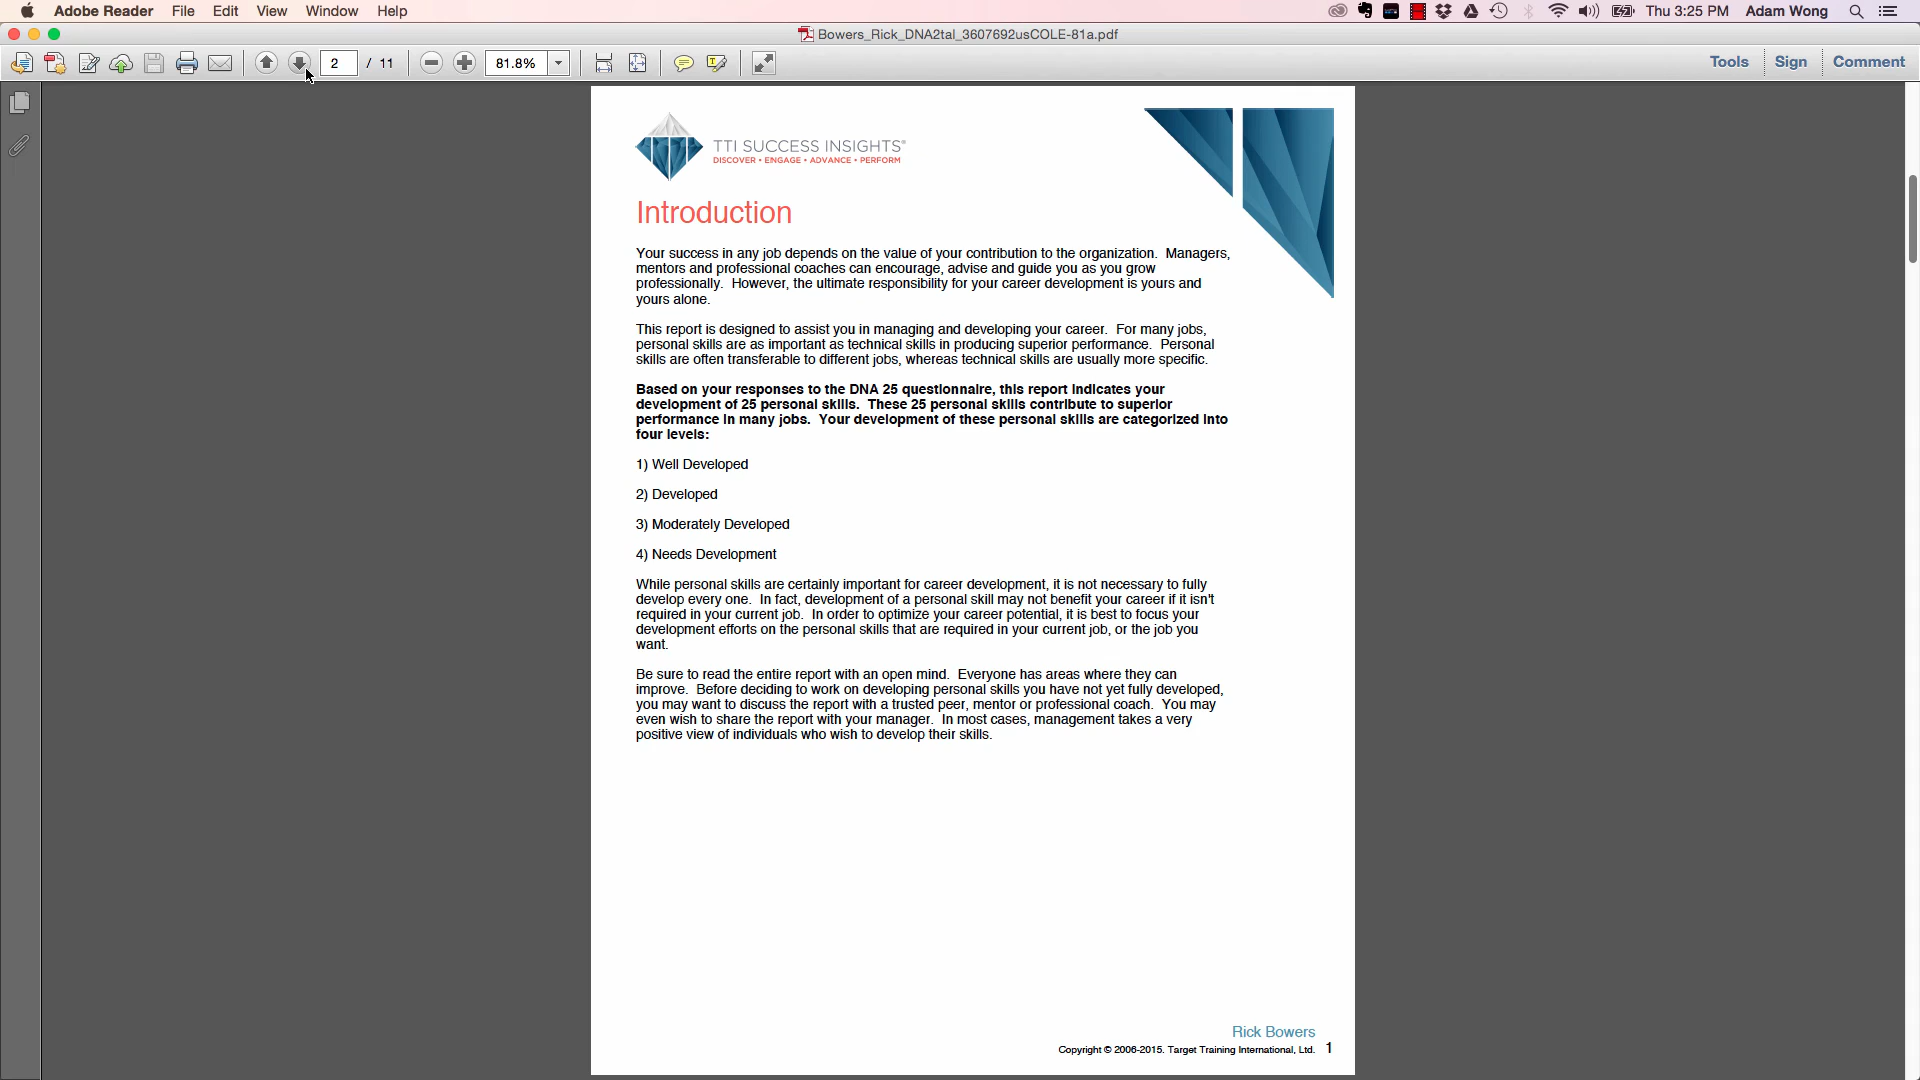 Adobe Reader File Edit View Window Help Thu 3:25 PM Adam Wong
Bowers_Rick_DNA2tal_3607692usCOLE-81a.pdf
2 / 11 81.8% Tools Sign Comment
TTI SUCCESS INSIGHTS®
DISCOVER • ENGAGE • ADVANCE • PERFORM
Introduction
Your success in any job depends on the value of your contribution to the organization. Managers,
mentors and professional coaches can encourage, advise and guide you as you grow
professionally. However, the ultimate responsibility for your career development is yours and
yours alone.
This report is designed to assist you in managing and developing your career. For many jobs,
personal skills are as important as technical skills in producing superior performance. Personal
skills are often transferable to different jobs, whereas technical skills are usually more specific.
Based on your responses to the DNA 25 questionnaire, this report indicates your
development of 25 personal skills. These 25 personal skills contribute to superior
performance in many jobs. Your development of these personal skills are categorized into
four levels:
1) Well Developed
2) Developed
3) Moderately Developed
4) Needs Development
While personal skills are certainly important for career development, it is not necessary to fully
develop every one. In fact, development of a personal skill may not benefit your career if it isn't
required in your current job. In order to optimize your career potential, it is best to focus your
development efforts on the personal skills that are required in your current job, or the job you
want.
Be sure to read the entire report with an open mind. Everyone has areas where they can
improve. Before deciding to work on developing personal skills you have not yet fully developed,
you may want to discuss the report with a trusted peer, mentor or professional coach. You may
even wish to share the report with your manager. In most cases, management takes a very
positive view of individuals who wish to develop their skills.
Rick Bowers
Copyright © 2006-2015. Target Training International, Ltd. 1